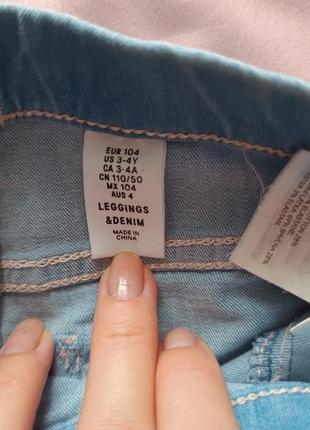 EUR 104
US 3-4Y
CA 3-4A
CN 110/50
MX 104
AUS 4
LEGGINGS
&DENIM
MADE IN
CHINA